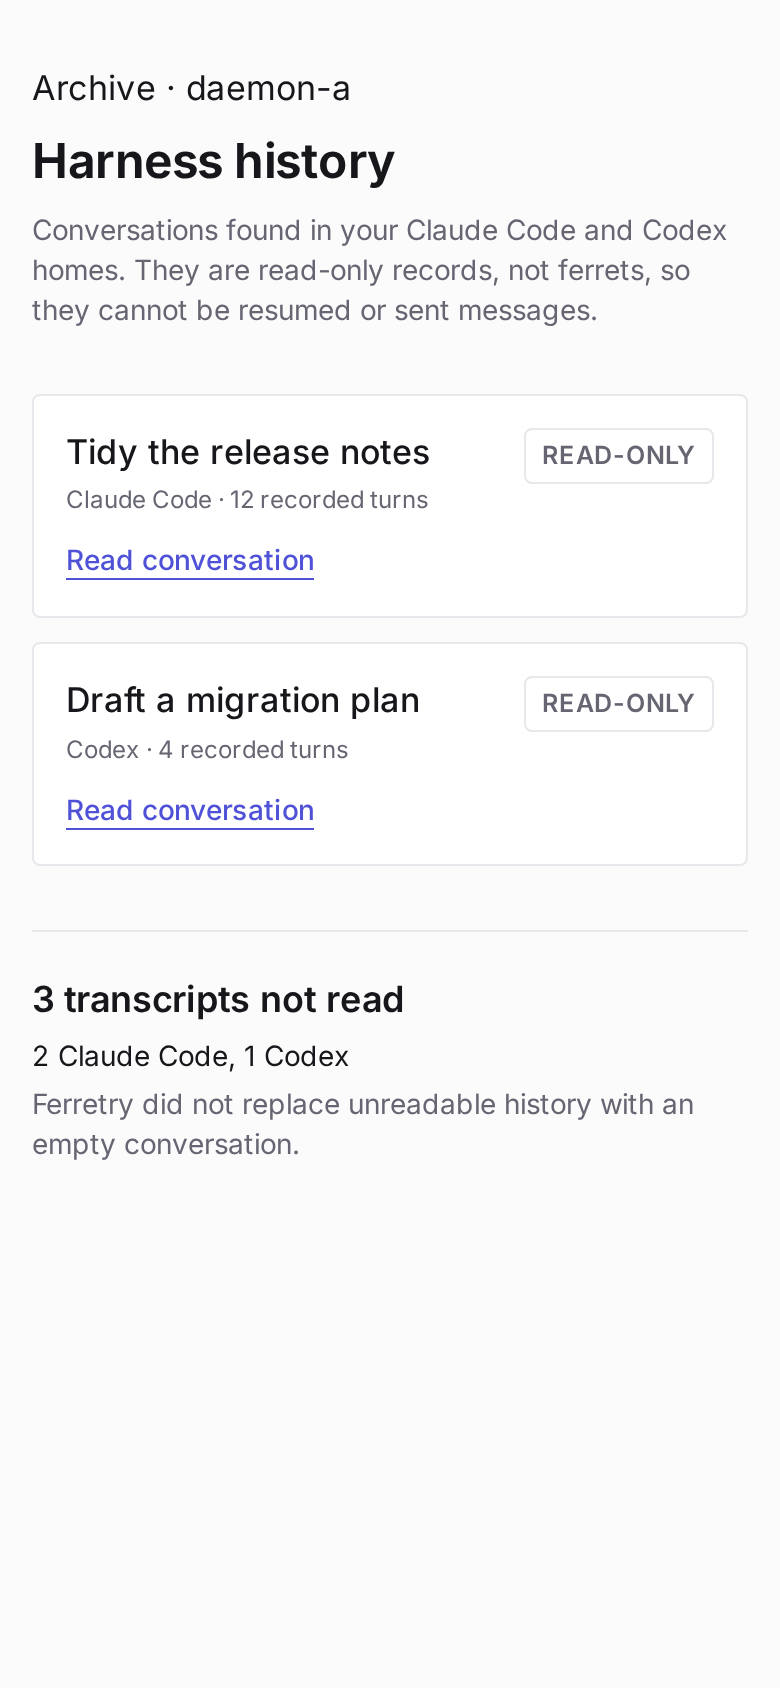 Archive · daemon-a
Harness history
Conversations found in your Claude Code and Codex
homes. They are read-only records, not ferrets, so
they cannot be resumed or sent messages.
Tidy the release notes
READ-ONLY
Claude Code · 12 recorded turns
Read conversation
Draft a migration plan
READ-ONLY
Codex · 4 recorded turns
Read conversation
3 transcripts not read
2 Claude Code, 1 Codex
Ferretry did not replace unreadable history with an
empty conversation.